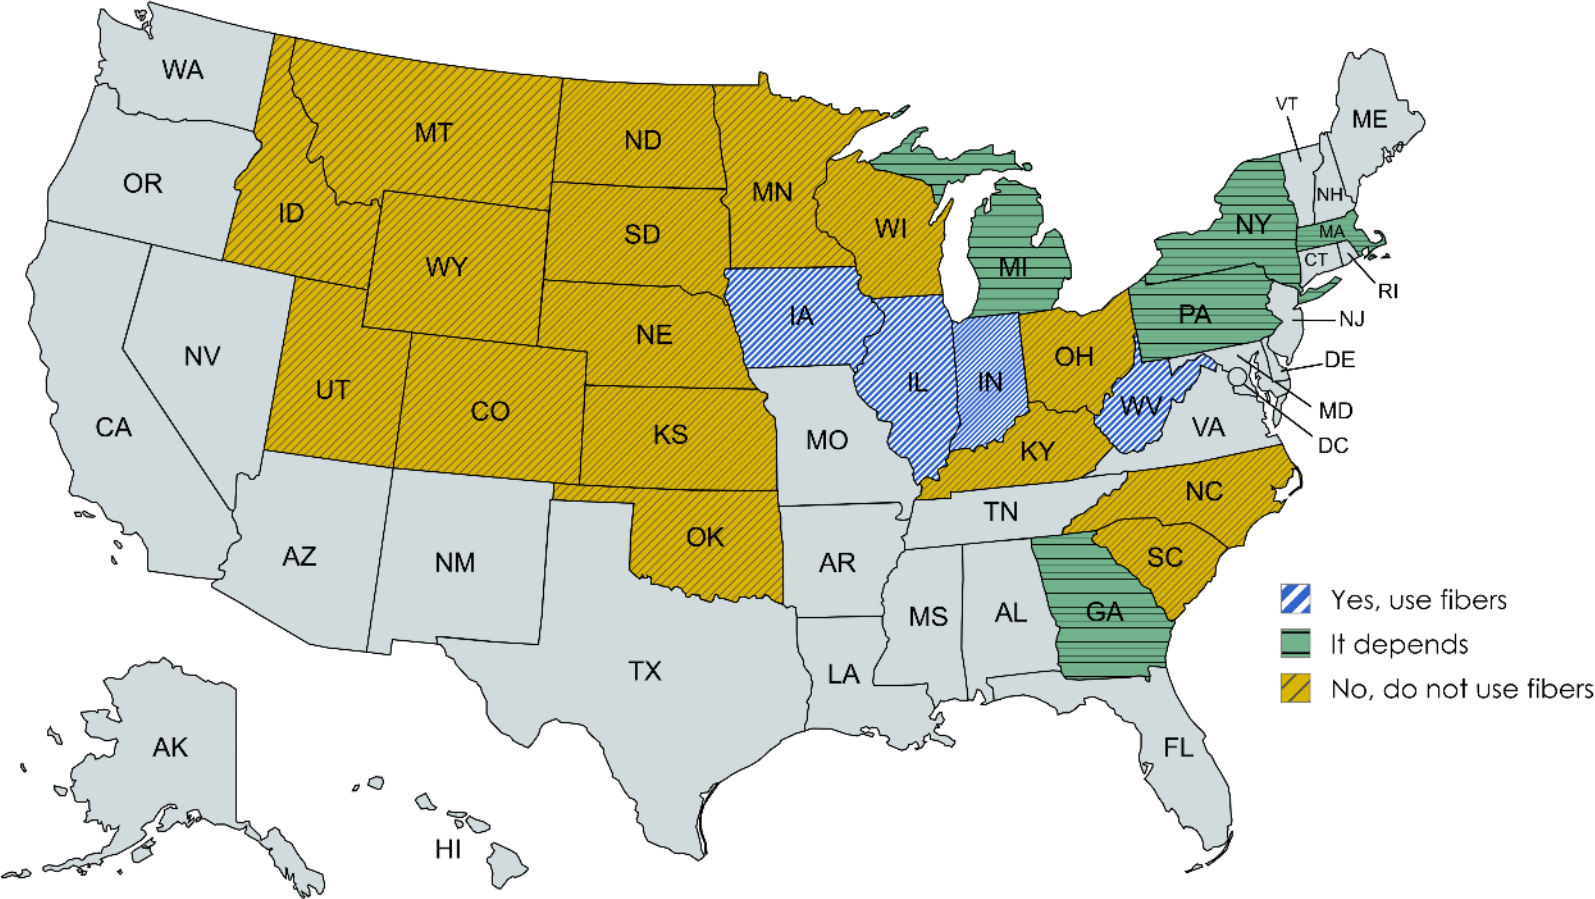 WA
VT
ME
MT
ND
OR
MN
NH
ID
WI
NY
MA
SD
CT
WY
MI
RI
IA
PA
NJ
NE
NV
OH
DE
UT
IL
IN
CO
WV
MD
CA
VA
KS
MO
DC
KY
NC
TN
OK
AZ
SC
NM
AR
Yes, use fibers
MS
AL
GA
It depends
TX
LA
No, do not use fibers
AK
FL
HI